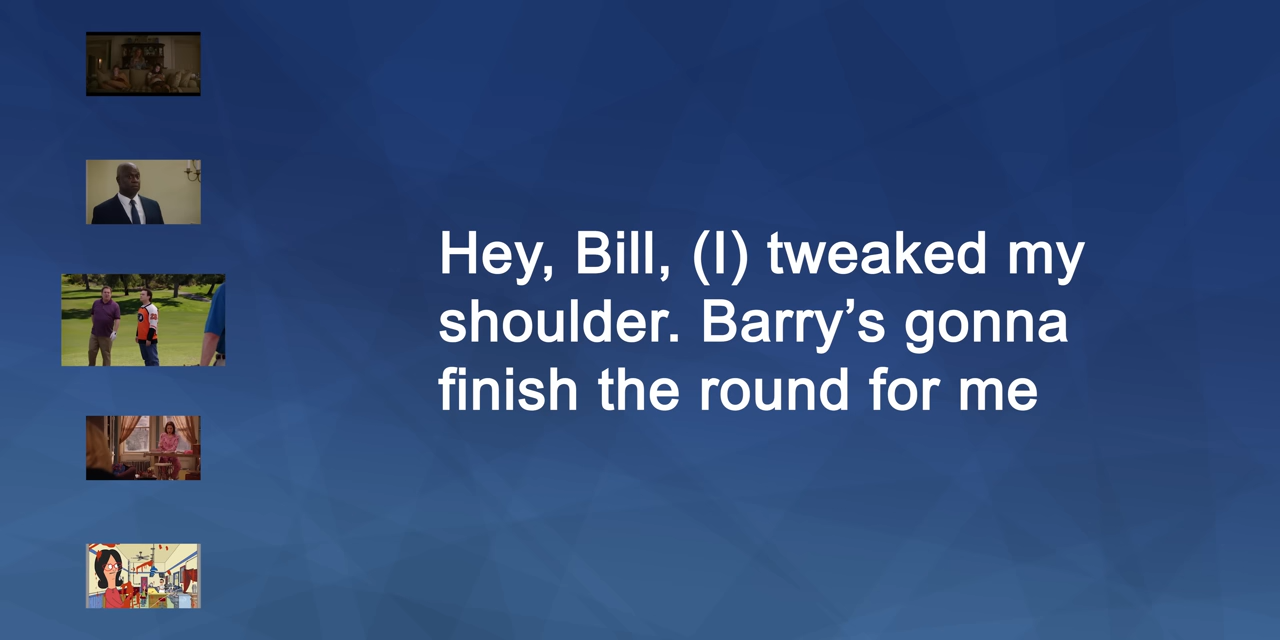 Hey, Bill, (I) tweaked my
shoulder. Barry’s gonna
finish the round for me